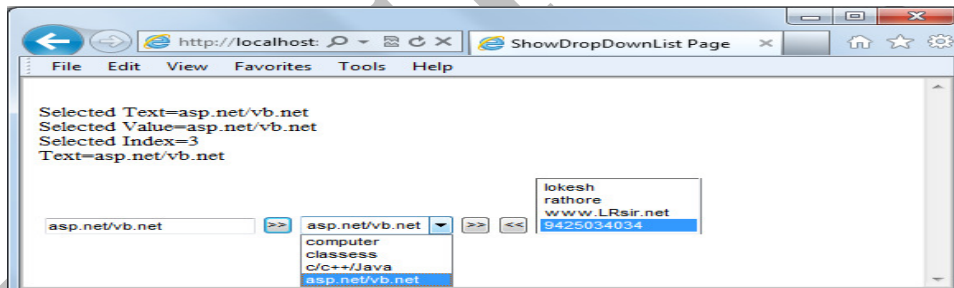 http://localhost:
ShowDropDownList Page
File Edit View Favorites Tools Help
Selected Text=asp.net/vb.net
Selected Value=asp.net/vb.net
Selected Index=3
Text=asp.net/vb.net
lokesh
rathore
www.LRsir.net
9425034034
asp.net/vb.net >> asp.net/vb.net >> <<
computer
classess
c/c++/Java
asp.net/vb.net